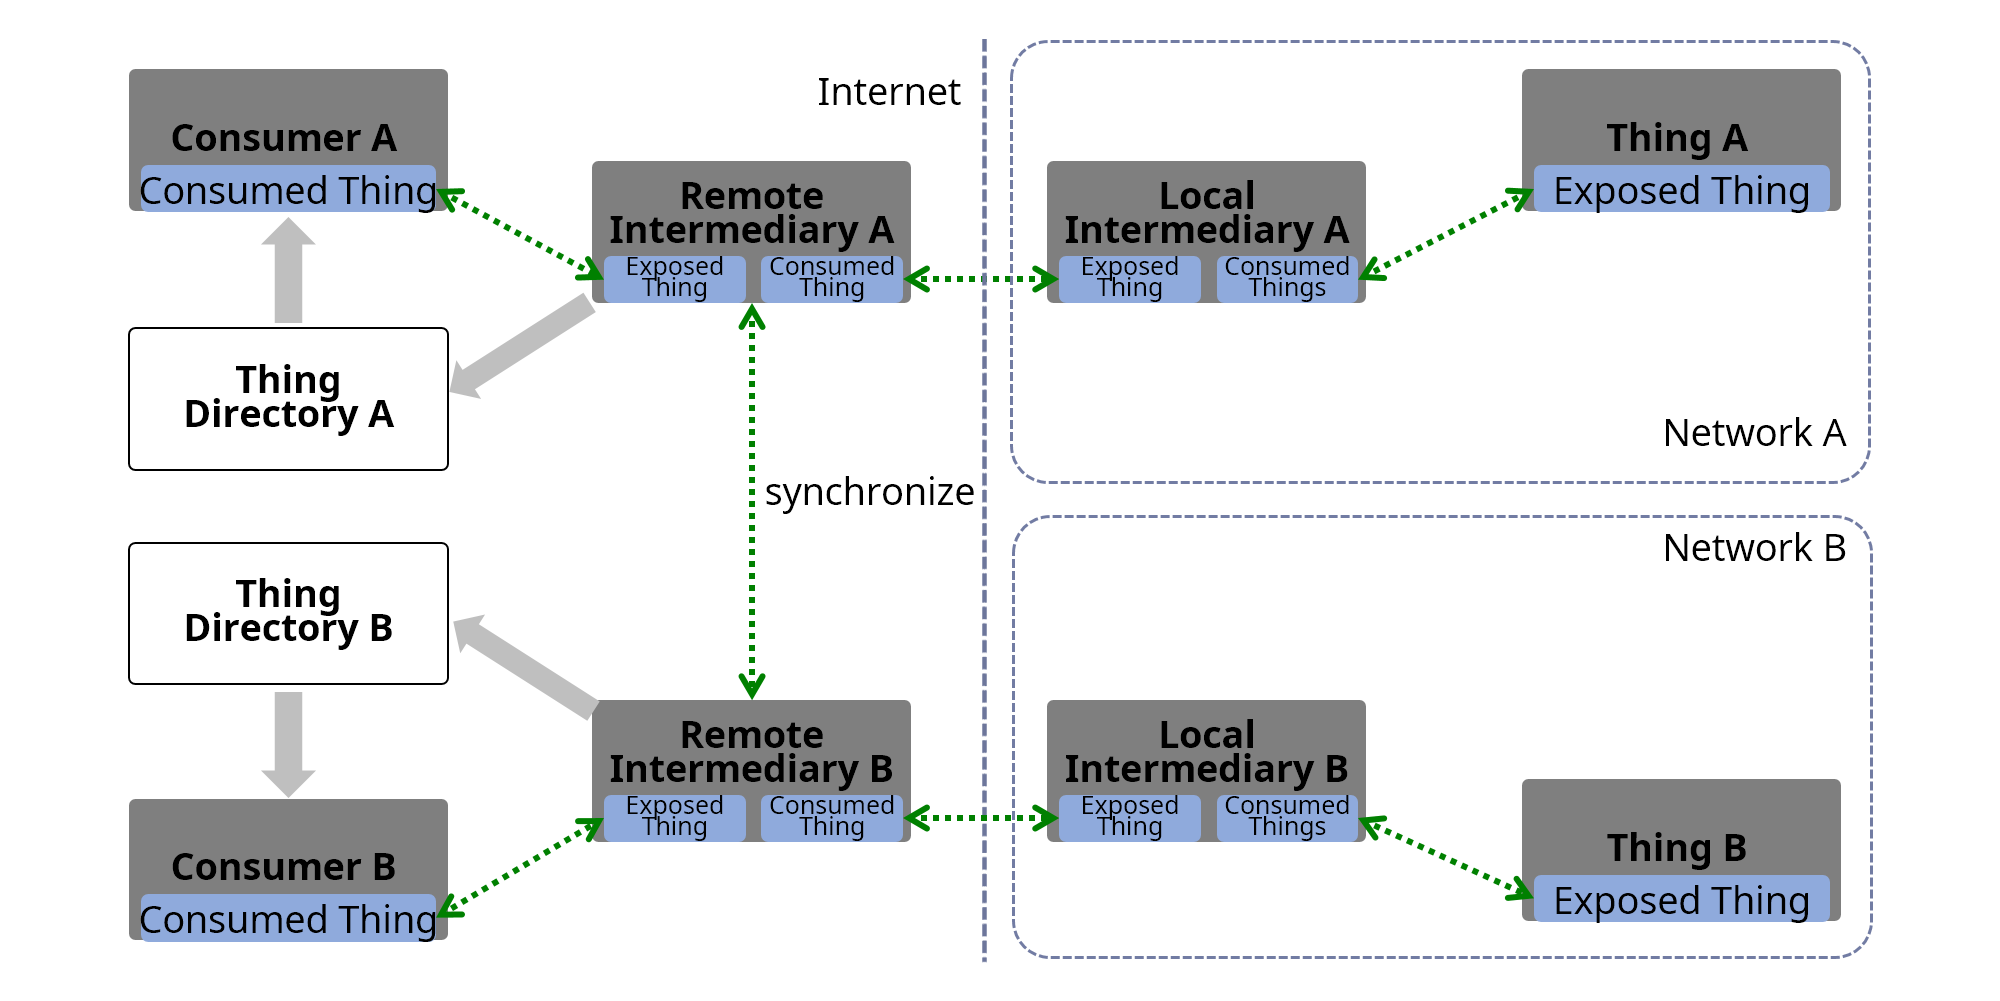 Internet
Consumer A
Consumed Thing
Remote
Intermediary A
Exposed
Thing
Consumed
Thing
Local
Intermediary A
Exposed
Thing
Consumed
Things
Thing A
Exposed Thing
Thing
Directory A
Network A
synchronize
Network B
Thing
Directory B
Remote
Intermediary B
Exposed
Thing
Consumed
Thing
Local
Intermediary B
Exposed
Thing
Consumed
Things
Thing B
Exposed Thing
Consumer B
Consumed Thing